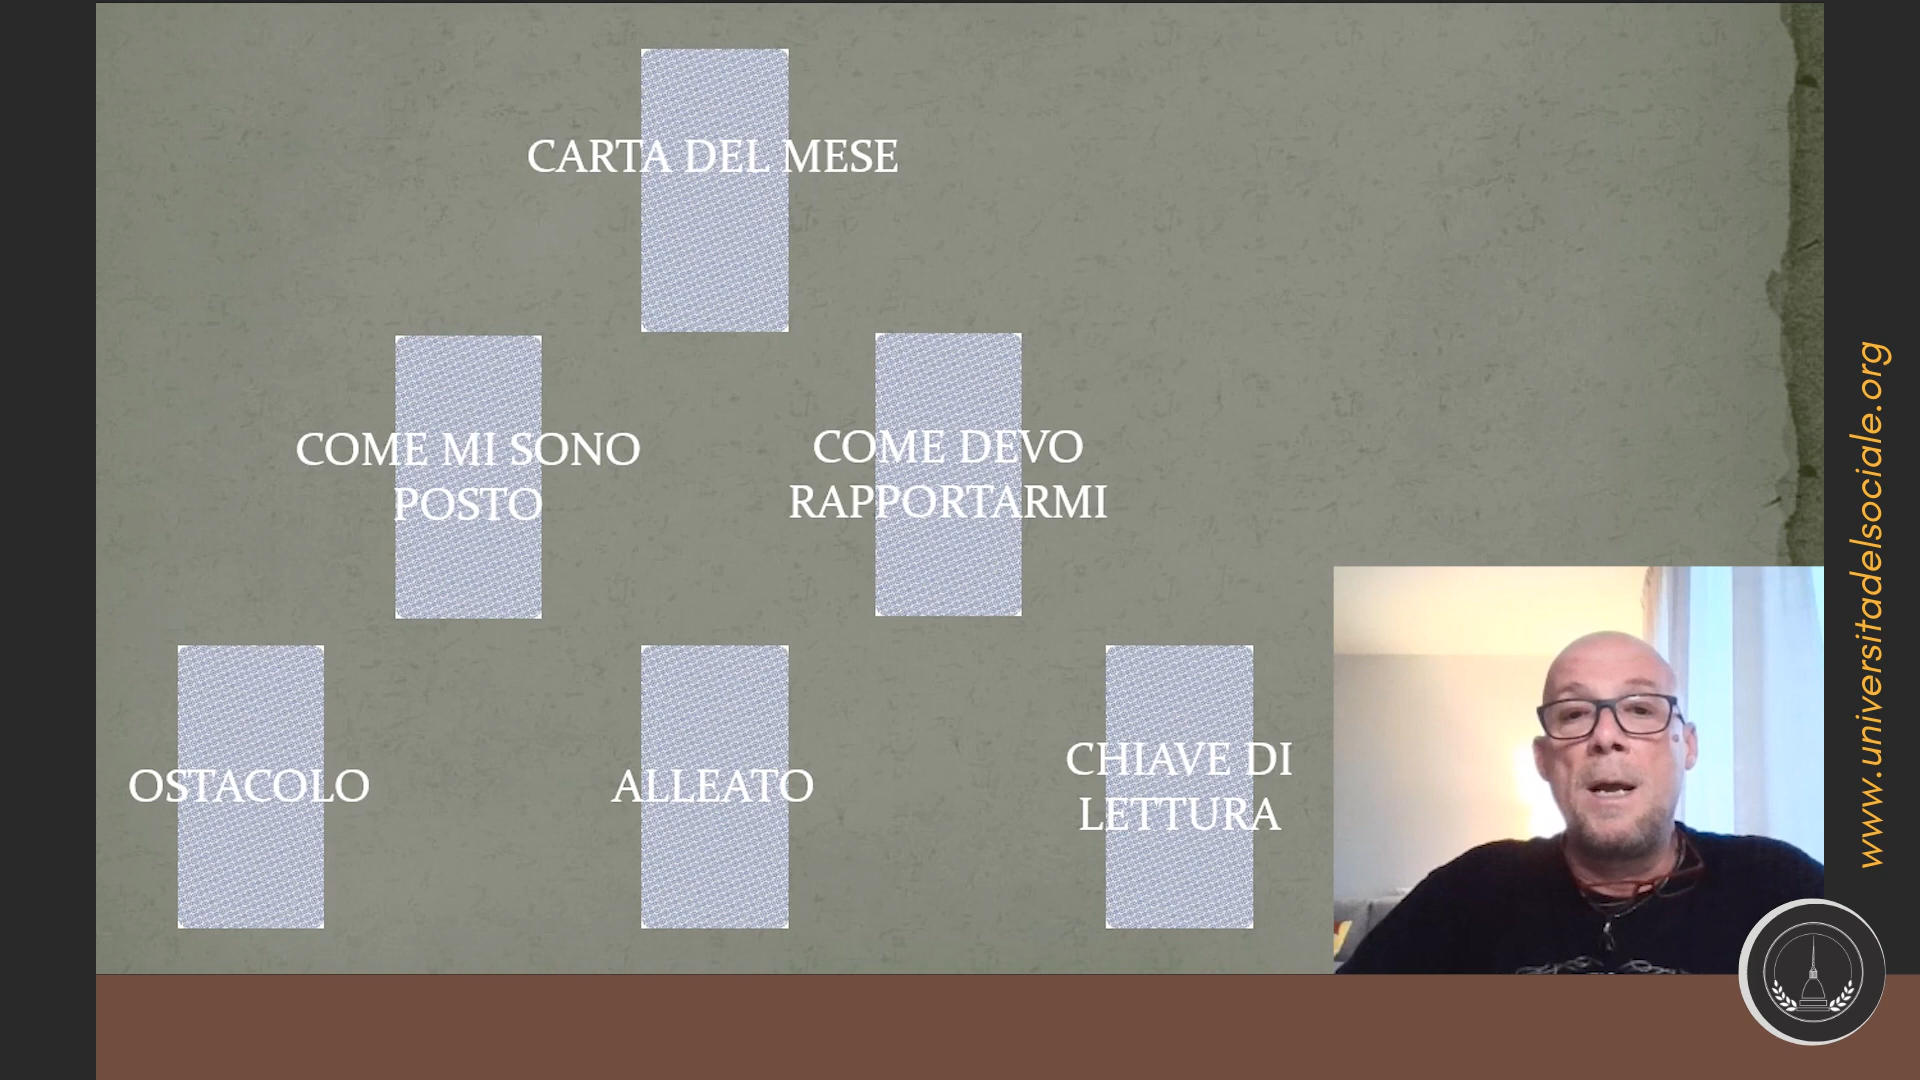 CARTA DEL MESE
COME MI SONO
POSTO
COME DEVO
RAPPORTARMI
OSTACOLO
ALLEATO
CHIAVE DI
LETTURA
www.universitadelsociale.org